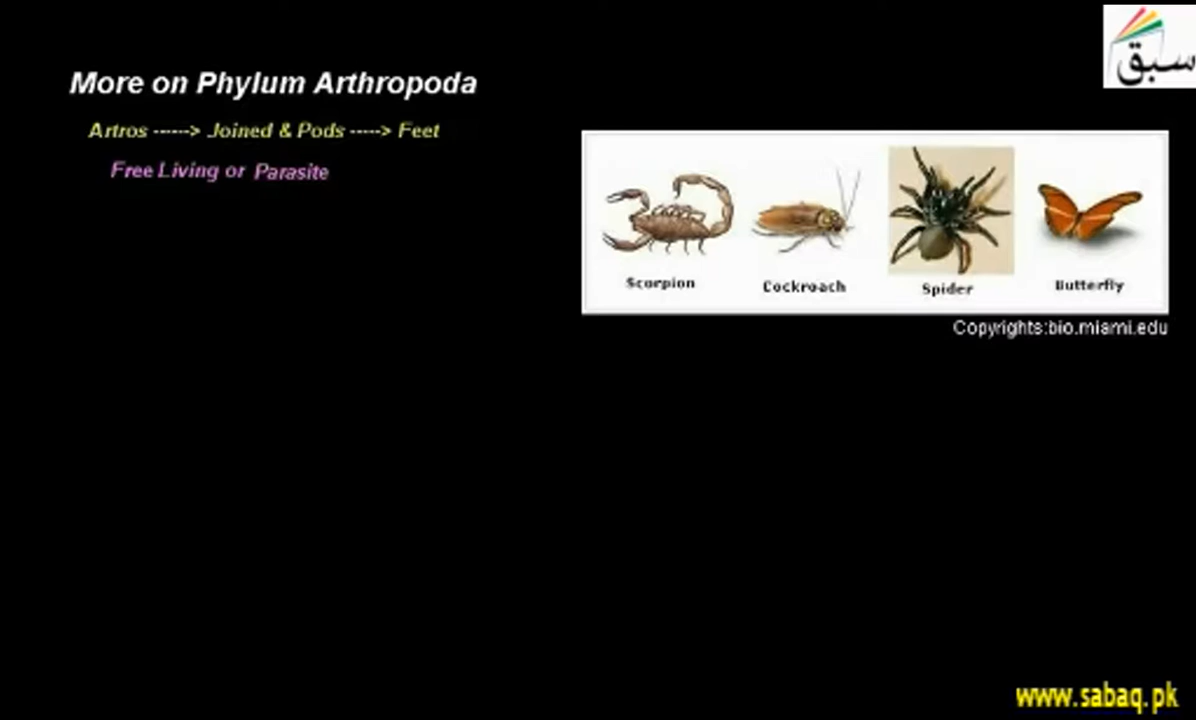 سبق
More on Phylum Arthropoda
Artros ------> Joined & Pods -----> Feet
Free Living or Parasite
Scorpion
Cockroach
Spider
Butterfly
Copyrights:bio.miami.edu
www.sabaq.pk